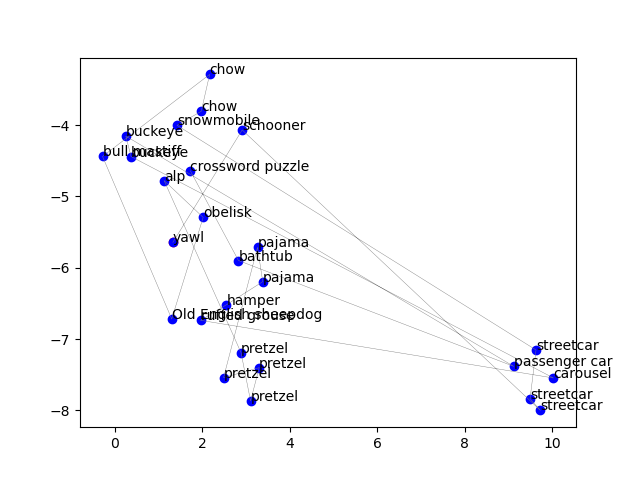 chow
chow
snowmobile
schooner
buckeye
bull mastiff
buckeye
crossword puzzle
alp
obelisk
yawl
pajama
bathtub
pajama
hamper
Old English sheepdog
ruffed grouse
streetcar
pretzel
passenger car
pretzel
carousel
pretzel
streetcar
pretzel
streetcar
−4
−5
−6
−7
−8
0
2
4
6
8
10